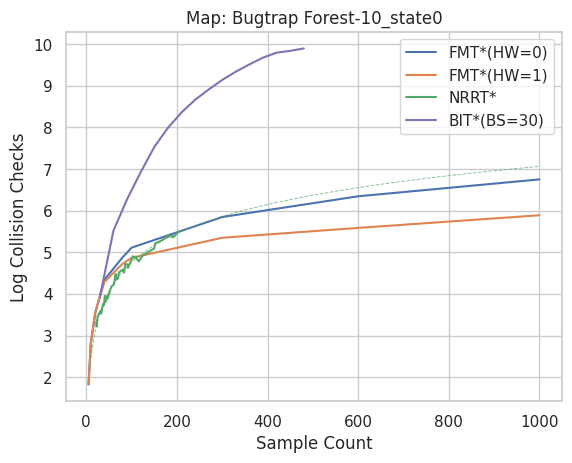 Map: Bugtrap Forest-10_state0
FMT*(HW=0)
FMT*(HW=1)
NRRT*
BIT*(BS=30)
Log Collision Checks
10
9
8
7
6
5
4
3
2
0
200
400
600
800
1000
Sample Count